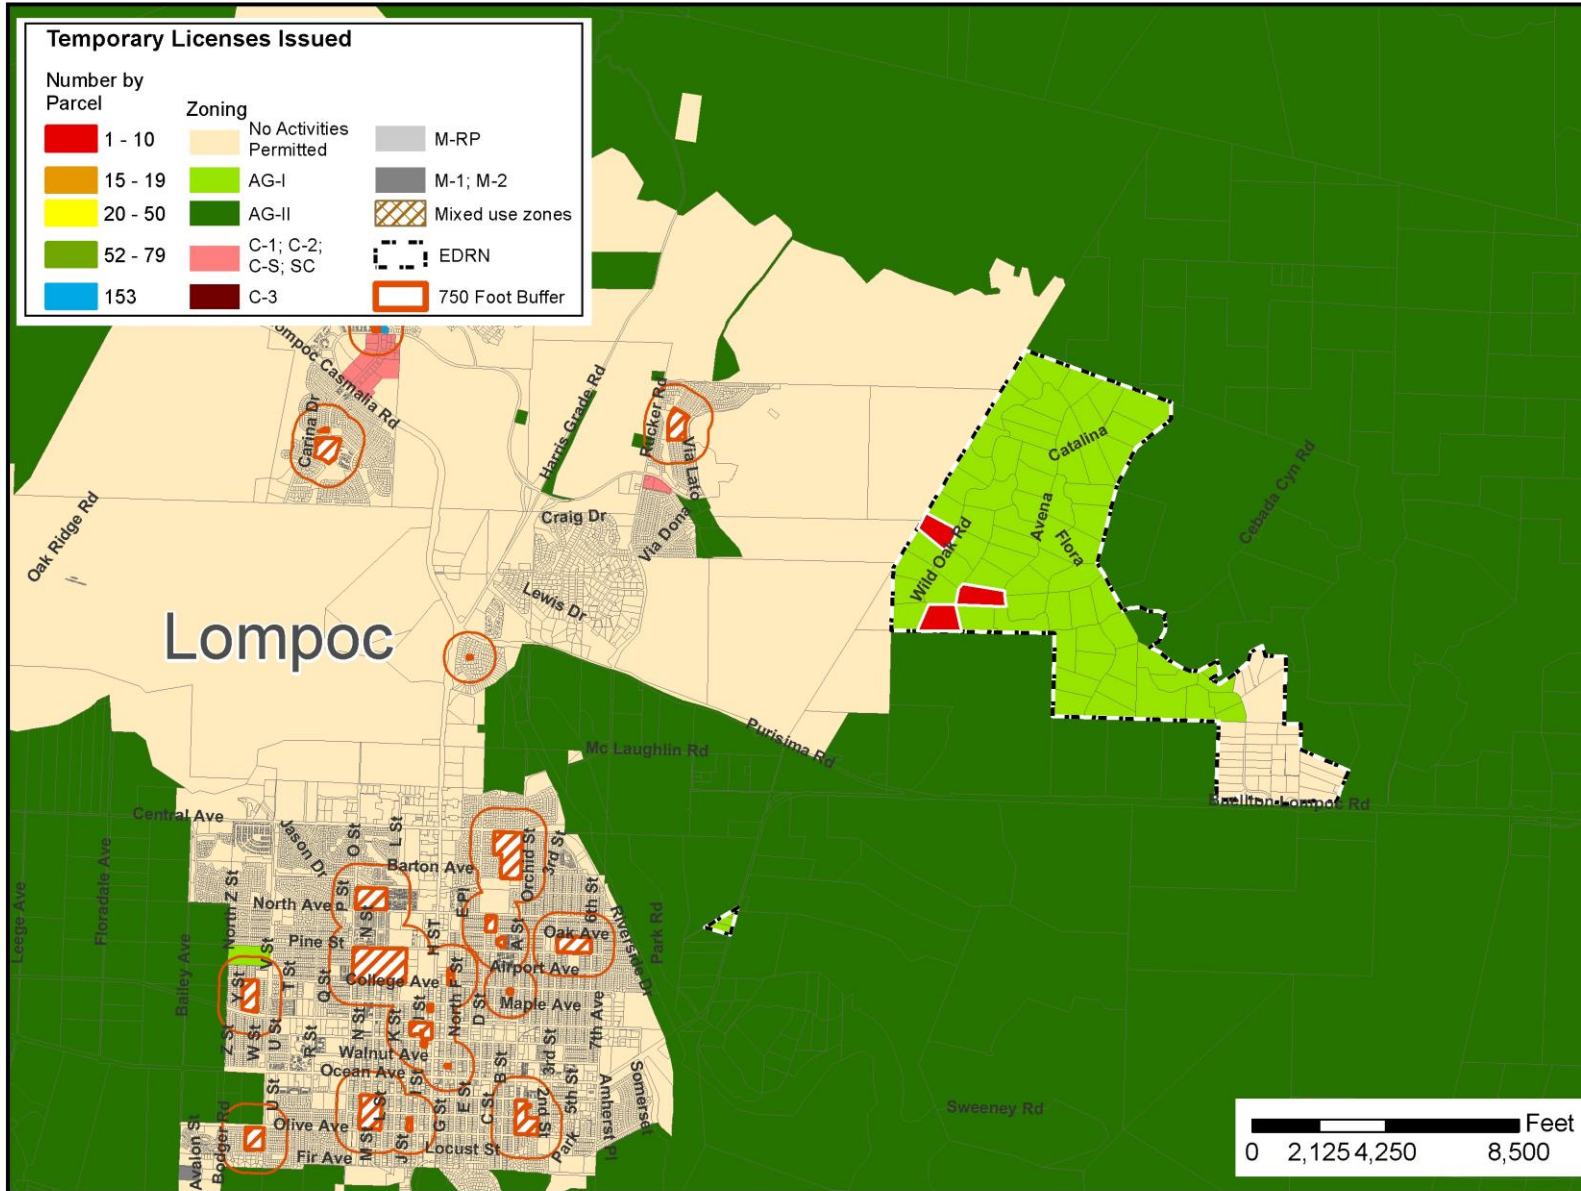 Temporary Licenses Issued
Number by
Parcel
Zoning
1 - 10
No Activities
Permitted
M-RP
15 - 19
AG-I
M-1; M-2
20 - 50
AG-II
Mixed use zones
52 - 79
C-1; C-2;
C-S; SC
EDRN
153
C-3
750 Foot Buffer
ompoc Casmalia Rd
Carina Dr
Harris Grade Rd
Rucker Rd
Via Lato
Catalina
Cebada Cyn Rd
Oak Ridge Rd
Craig Dr
Via Dona
Avena
Flora
Wild Oak Rd
Lewis Dr
Lompoc
Purisima Rd
Mc Laughlin Rd
Buellton Lompoc Rd
Central Ave
Jason Dr
O St
L St
Barton Ave
Orchid St
3rd St
Leege Ave
Floradale Ave
North Z St
North Ave
P St
N St
E Pl
6th St
Riverside Dr
Park Rd
H ST
A St
Oak Ave
Pine St
V St
Bailey Ave
Airport Ave
College Ave
Y St
T St
Q St
North F St
D St
Maple Ave
7th Ave
I St
K St
N St
Z St
W St
U St
R St
Walnut Ave
3rd St
Ocean Ave
B St
I St
E St
5th St
Amherst Pl
Somerset
U St
L St
G St
C St
2nd St
Sweeney Rd
Avalon St
Bodger Rd
Olive Ave
M St
J St
Locust St
Park
Fir Ave
Feet
0 2,125 4,250 8,500